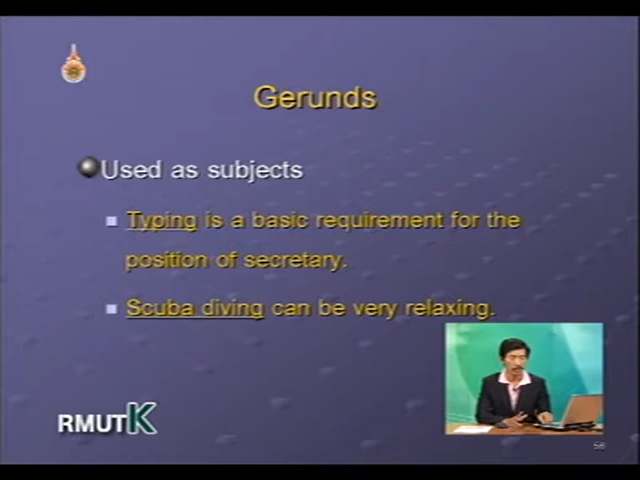 Gerunds
Used as subjects
Typing is a basic requirement for the
position of secretary.
Scuba diving can be very relaxing.
RMUTK
58